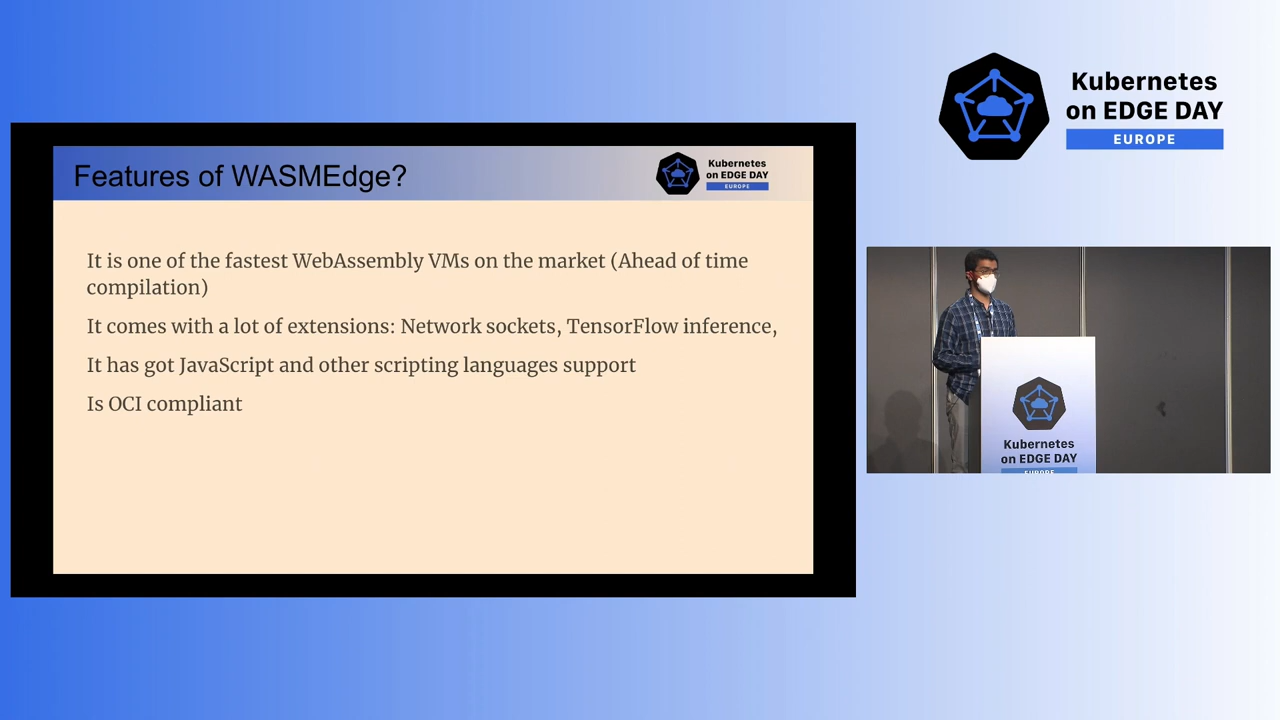 Kubernetes
on EDGE DAY
EUROPE
Features of WASMEdge?
Kubernetes
on EDGE DAY
EUROPE
It is one of the fastest WebAssembly VMs on the market (Ahead of time
compilation)
It comes with a lot of extensions: Network sockets, TensorFlow inference,
It has got JavaScript and other scripting languages support
Is OCI compliant
Kubernetes
on EDGE DAY
EUROPE